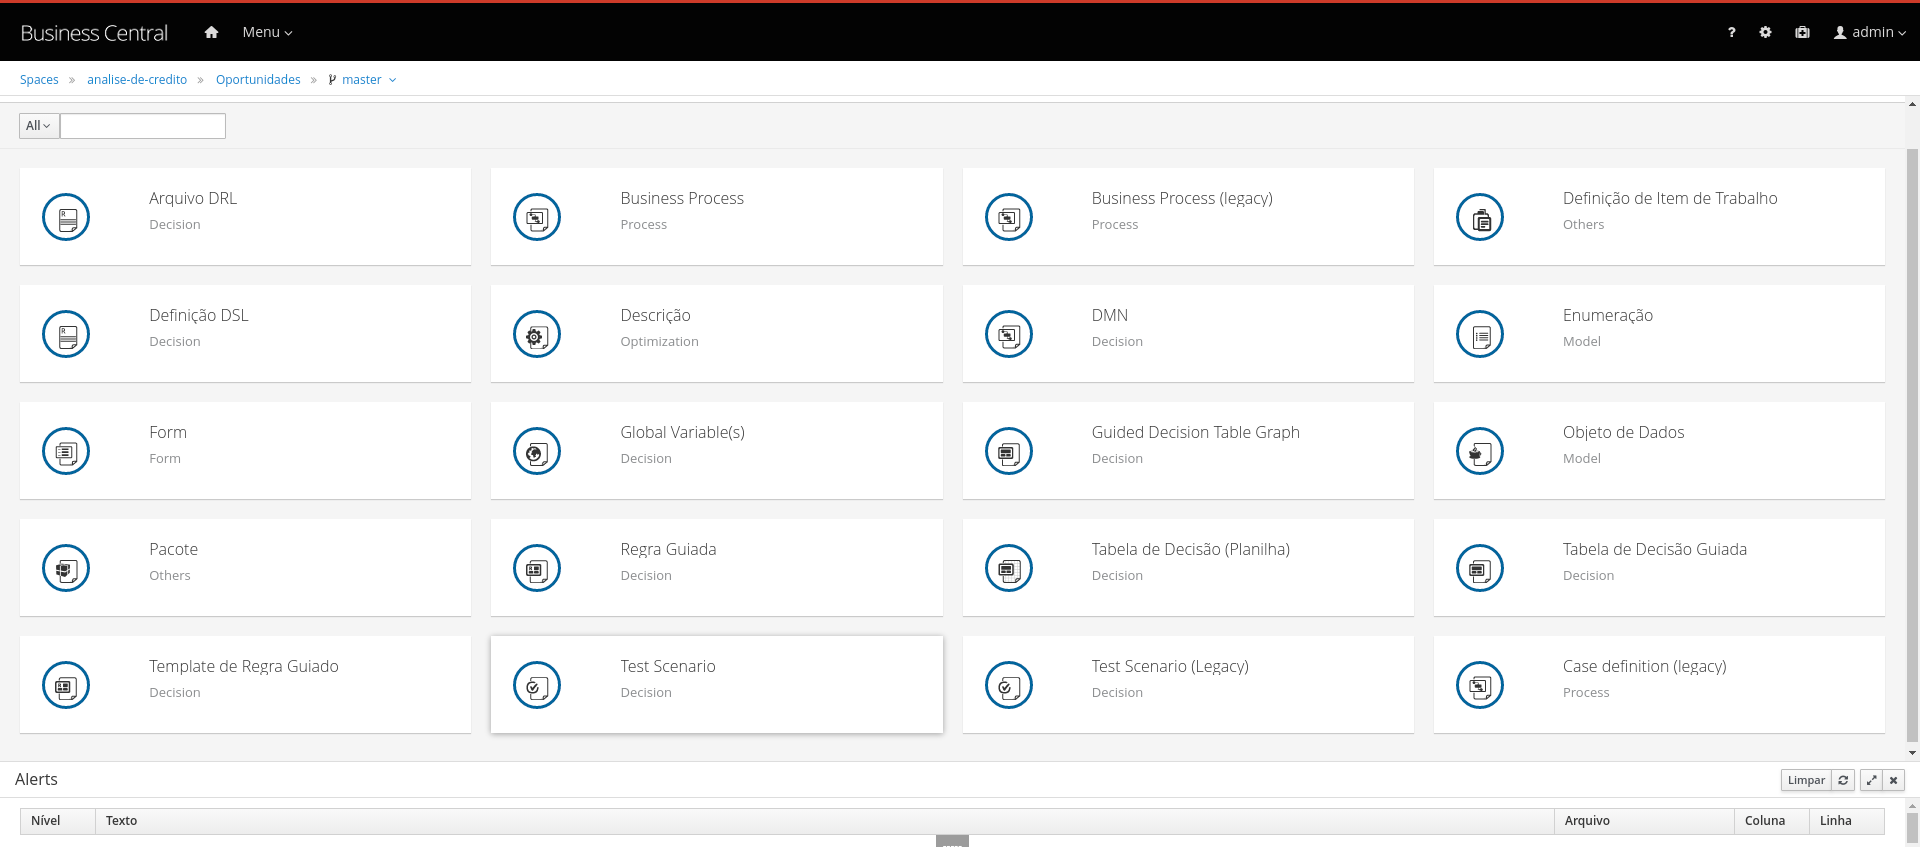 Business Central Menu ? admin
Spaces » analise-de-credito » Oportunidades » master
All
Arquivo DRL
Decision
Business Process
Process
Business Process (legacy)
Process
Definição de Item de Trabalho
Others
Definição DSL
Decision
Descrição
Optimization
DMN
Decision
Enumeração
Model
Form
Form
Global Variable(s)
Decision
Guided Decision Table Graph
Decision
Objeto de Dados
Model
Pacote
Others
Regra Guiada
Decision
Tabela de Decisão (Planilha)
Decision
Tabela de Decisão Guiada
Decision
Template de Regra Guiado
Decision
Test Scenario
Decision
Test Scenario (Legacy)
Decision
Case definition (legacy)
Process
Alerts Limpar
Nível Texto Arquivo Coluna Linha